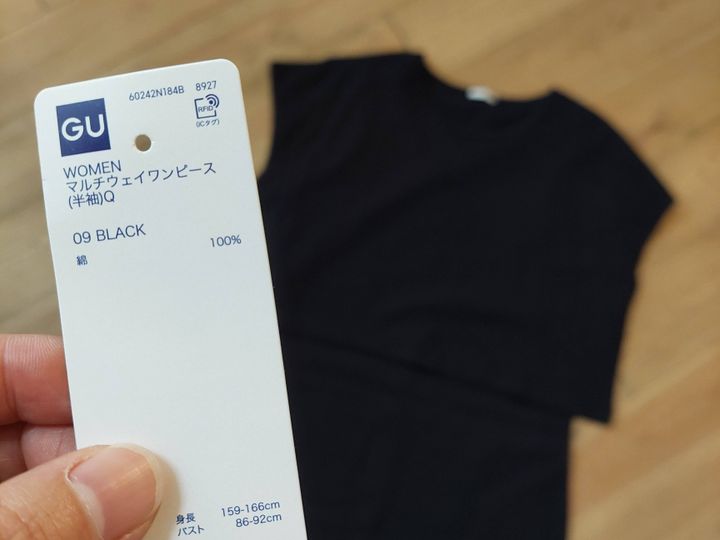 60242N184B 8927
GU
RFID
(ICタグ)
WOMEN
マルチウェイワンピース
(半袖)Q
09 BLACK
綿 100%
身長 159-166cm
バスト 86-92cm